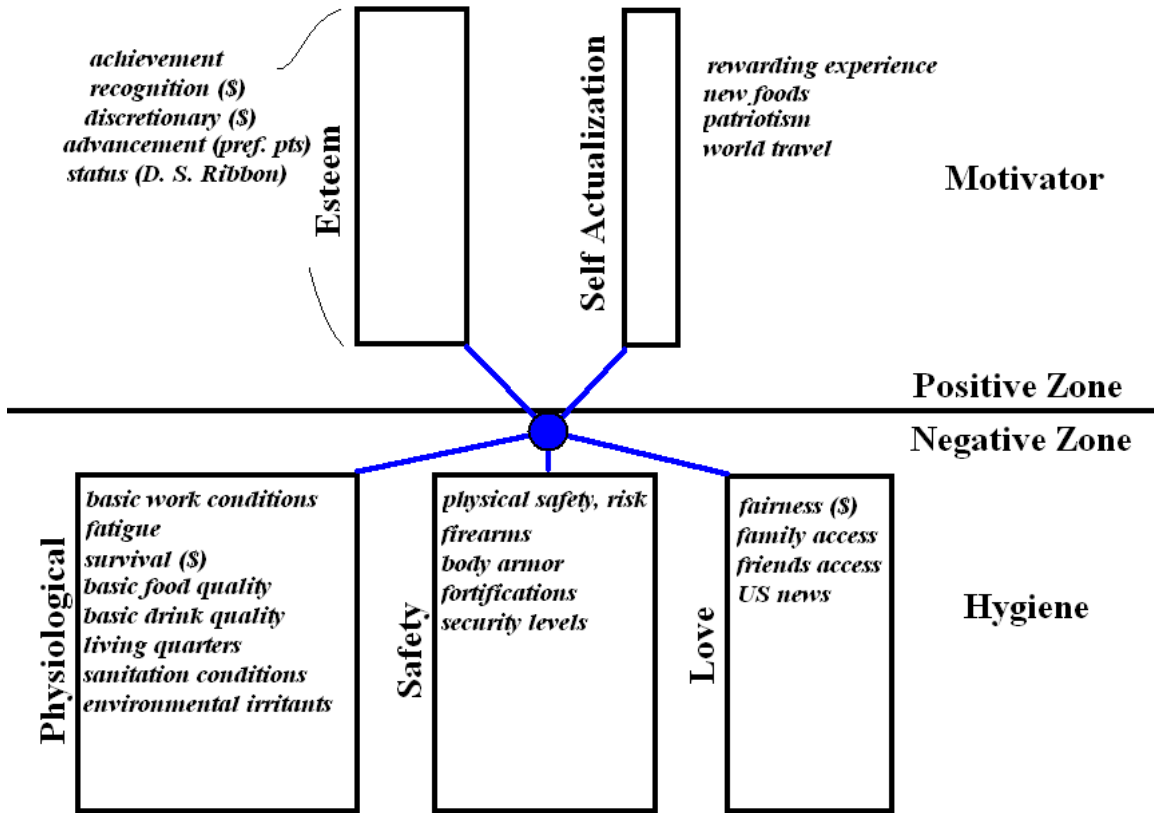 achievement
recognition ($)
discretionary ($)
advancement (pref. pts)
status (D. S. Ribbon)
Esteem
Self Actualization
rewarding experience
new foods
patriotism
world travel
Motivator
Positive Zone
Negative Zone
Physiological
basic work conditions
fatigue
survival ($)
basic food quality
basic drink quality
living quarters
sanitation conditions
environmental irritants
Safety
physical safety, risk
firearms
body armor
fortifications
security levels
Love
fairness ($)
family access
friends access
US news
Hygiene